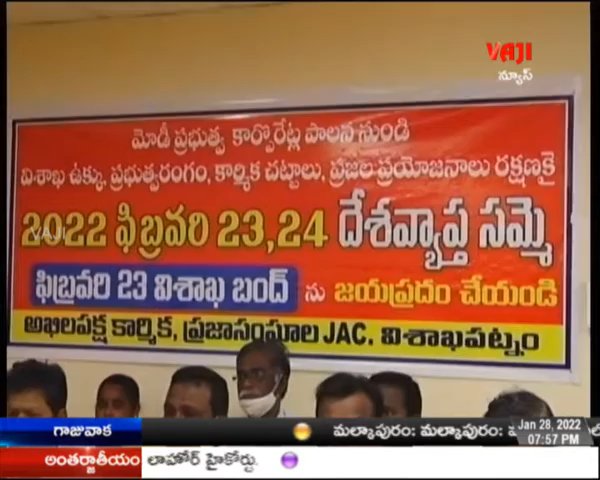 VAJI
న్యూస్
మోడీ ప్రభుత్వ కార్పొరేట్ల పాలన నుండి
విశాఖ ఉక్కు, ప్రభుత్వరంగం, కార్మిక చట్టాలు, ప్రజల ప్రయోజనాలు రక్షణకై
2022 ఫిబ్రవరి 23,24 దేశవ్యాప్త సమ్మె
VAJI
ఫిబ్రవరి 23 విశాఖ బంద్ ను జయప్రదం చేయండి
అఖిలపక్ష కార్మిక, ప్రజాసంఘాల JAC. విశాఖపట్నం
గాజువాక మల్కాపురం: మల్కాపురం:
Jan 28, 2022
07:57 PM
అంతర్జాతీయం లాహోర్ హైకోర్టు.